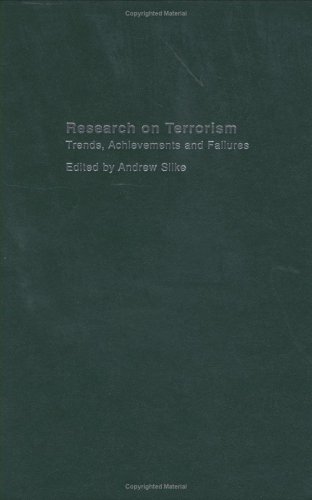 Copyrighted Material
Research on Terrorism
Trends, Achievements and Failures
Edited by Andrew Silke
Copyrighted Material